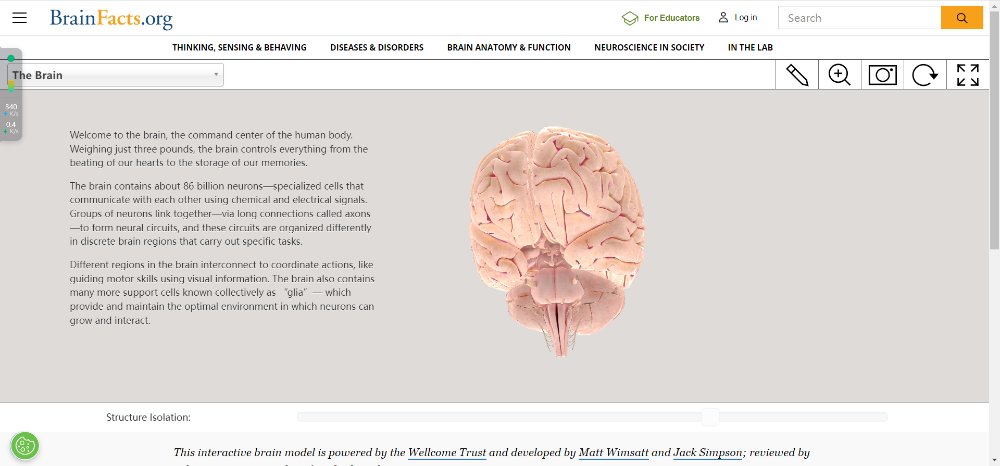 BrainFacts.org
For Educators
Log in
Search
THINKING, SENSING & BEHAVING
DISEASES & DISORDERS
BRAIN ANATOMY & FUNCTION
NEUROSCIENCE IN SOCIETY
IN THE LAB
The Brain
340
K/s
0.4
K/s
Welcome to the brain, the command center of the human body.
Weighing just three pounds, the brain controls everything from the
beating of our hearts to the storage of our memories.
The brain contains about 86 billion neurons—specialized cells that
communicate with each other using chemical and electrical signals.
Groups of neurons link together—via long connections called axons
—to form neural circuits, and these circuits are organized differently
in discrete brain regions that carry out specific tasks.
Different regions in the brain interconnect to coordinate actions, like
guiding motor skills using visual information. The brain also contains
many more support cells known collectively as “glia” — which
provide and maintain the optimal environment in which neurons can
grow and interact.
Structure Isolation:
This interactive brain model is powered by the Wellcome Trust and developed by Matt Wimsatt and Jack Simpson; reviewed by